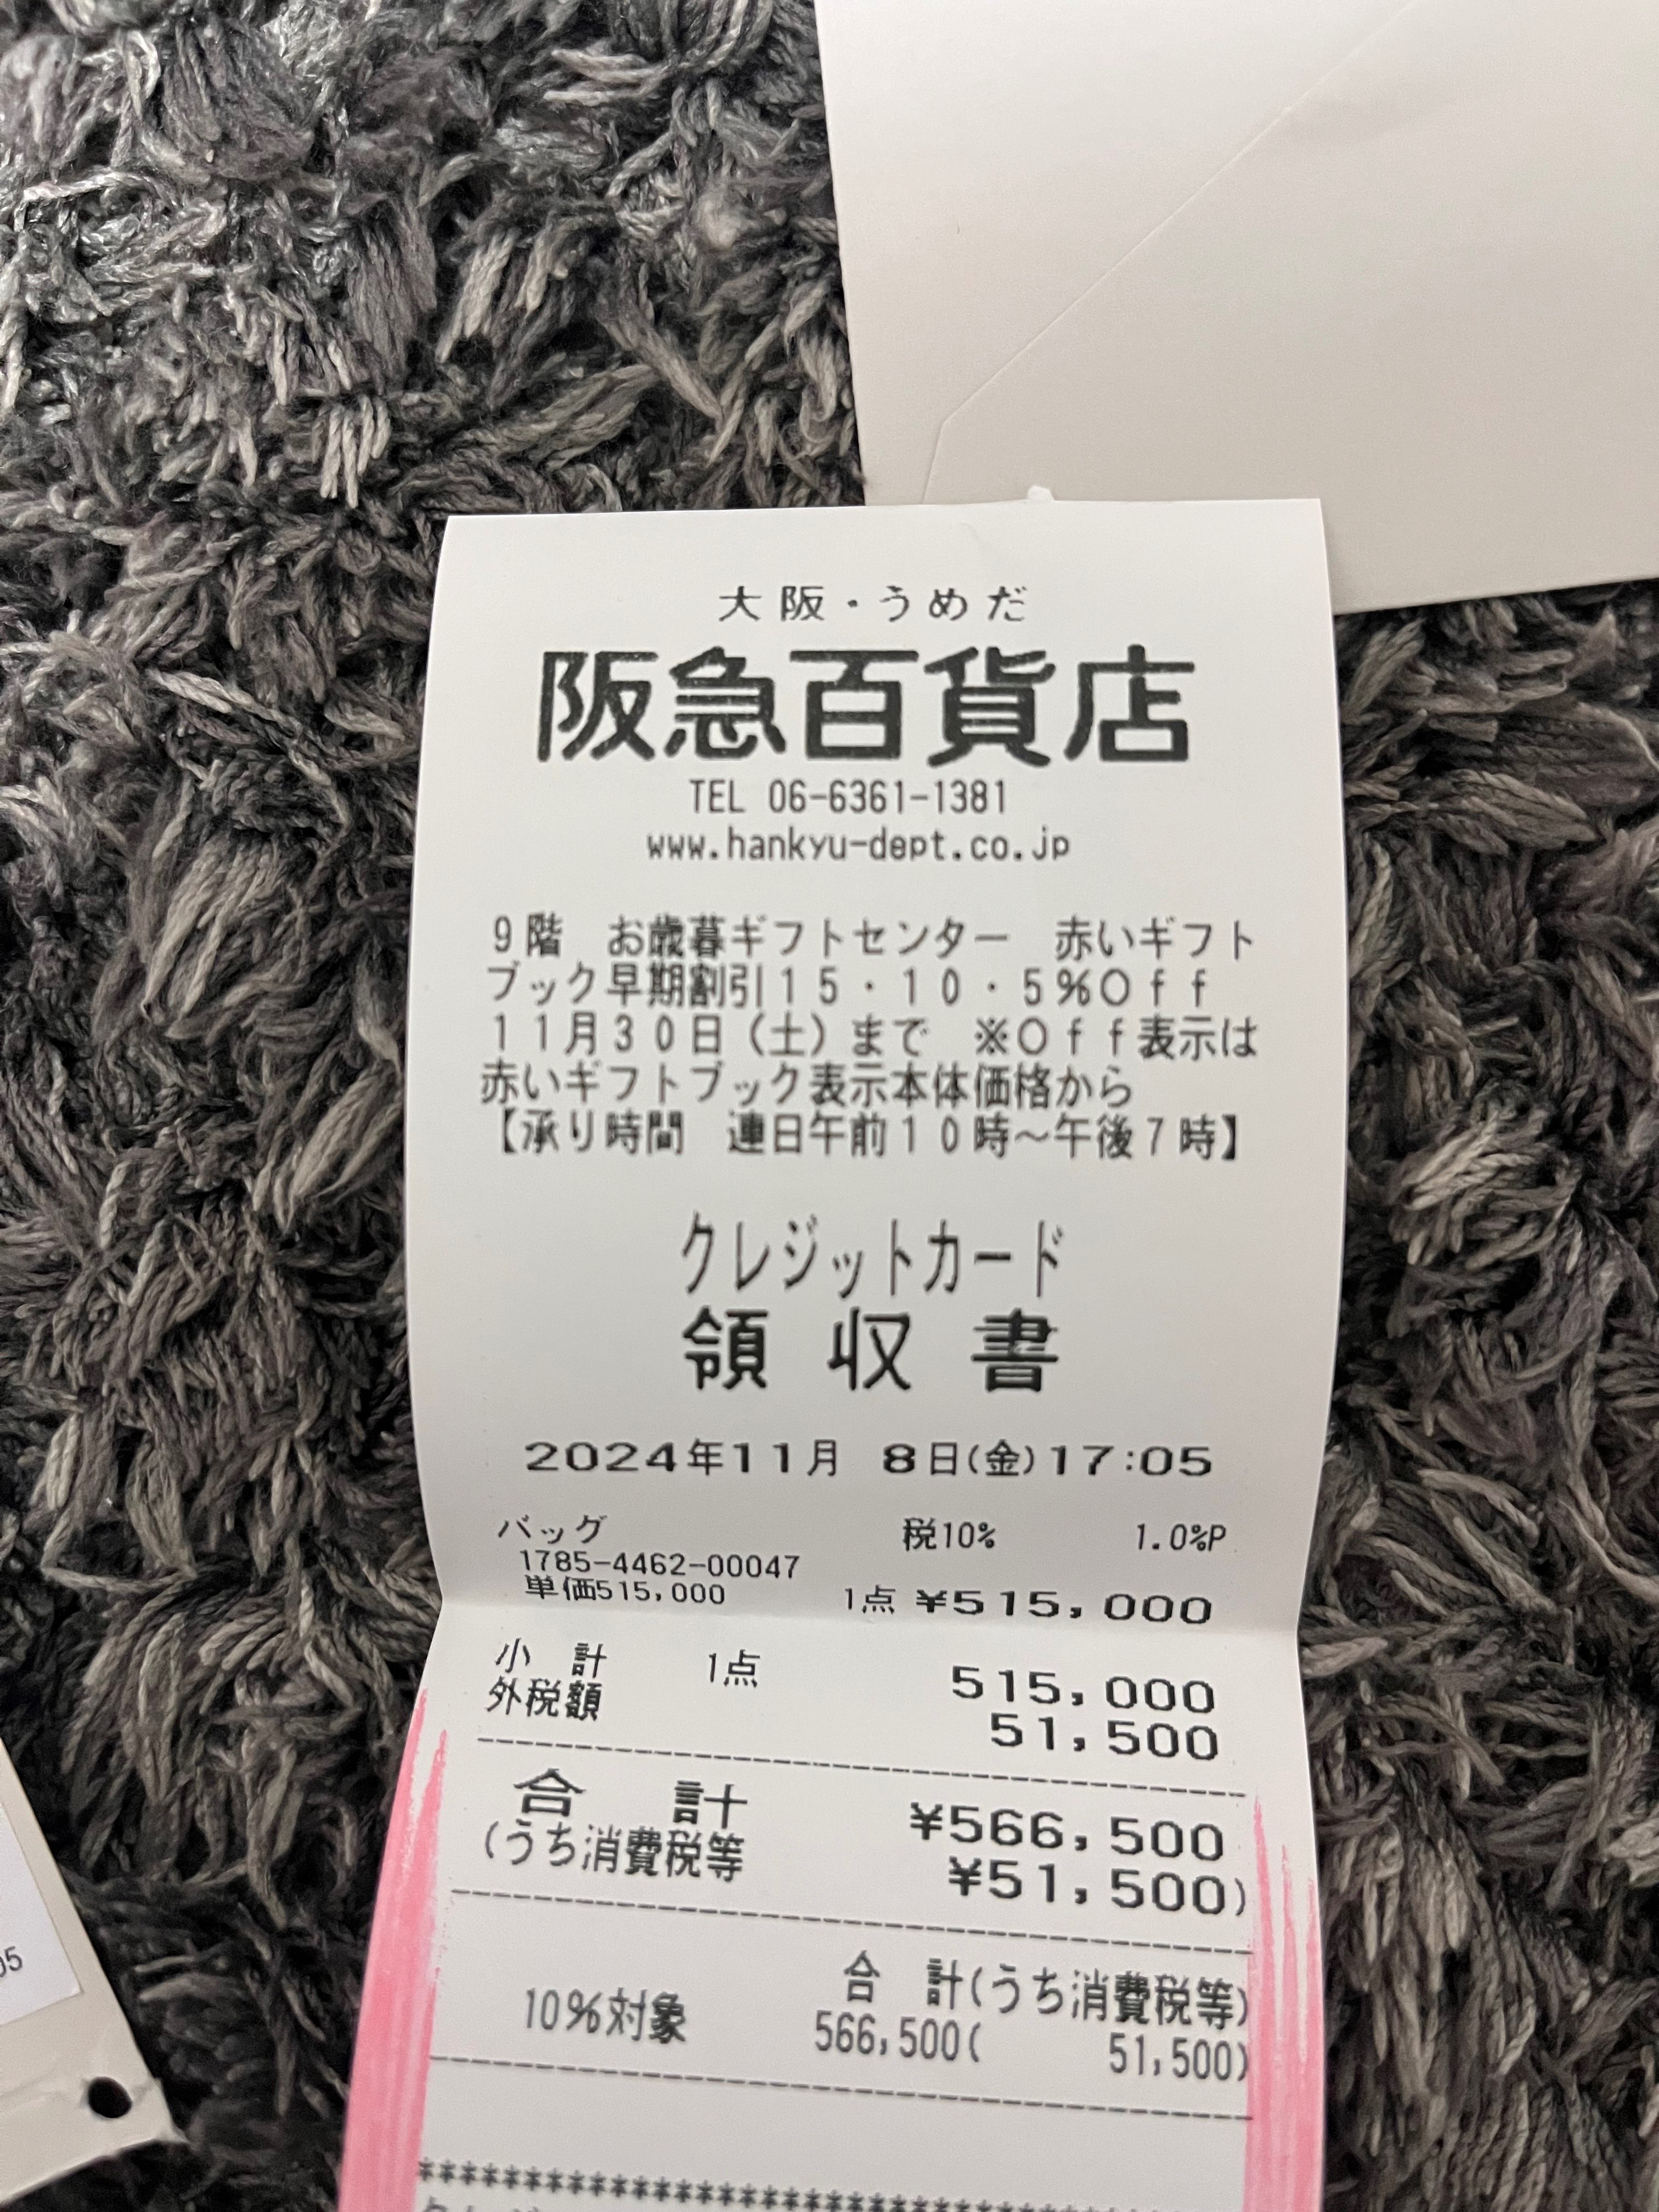 大阪・うめだ
阪急百貨店
TEL 06-6361-1381
www.hankyu-dept.co.jp
9階　お歳暮ギフトセンター　赤いギフト
ブック早期割引15・10・5%Off
11月30日(土)まで　※Off表示は
赤いギフトブック表示本体価格から
【承り時間　連日午前10時～午後7時】
クレジットカード
領収書
2024年11月 8日(金)17:05
バッグ 税10% 1.0%P
1785-4462-00047
単価515,000 1点 ¥515,000
小計 1点 515,000
外税額 51,500
合計 ¥566,500
(うち消費税等 ¥51,500)
合計(うち消費税等)
10%対象 566,500( 51,500)
05